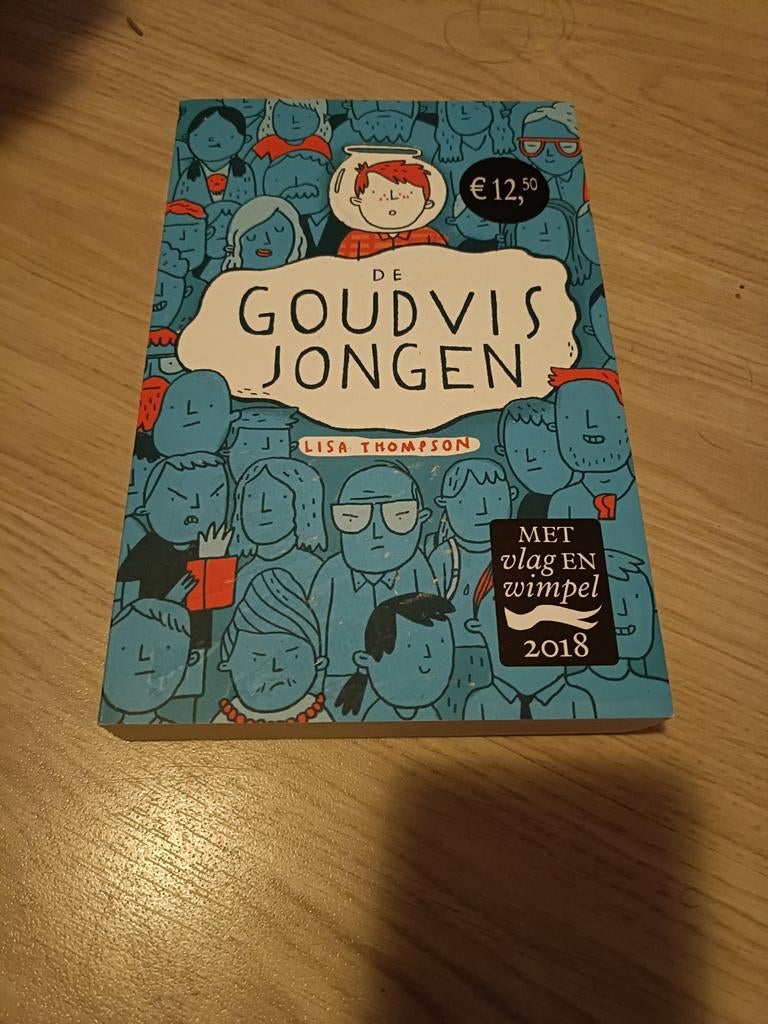 € 12,50
DE
GOUDVIS
JONGEN
LISA THOMPSON
MET
vlag EN
wimpel
2018